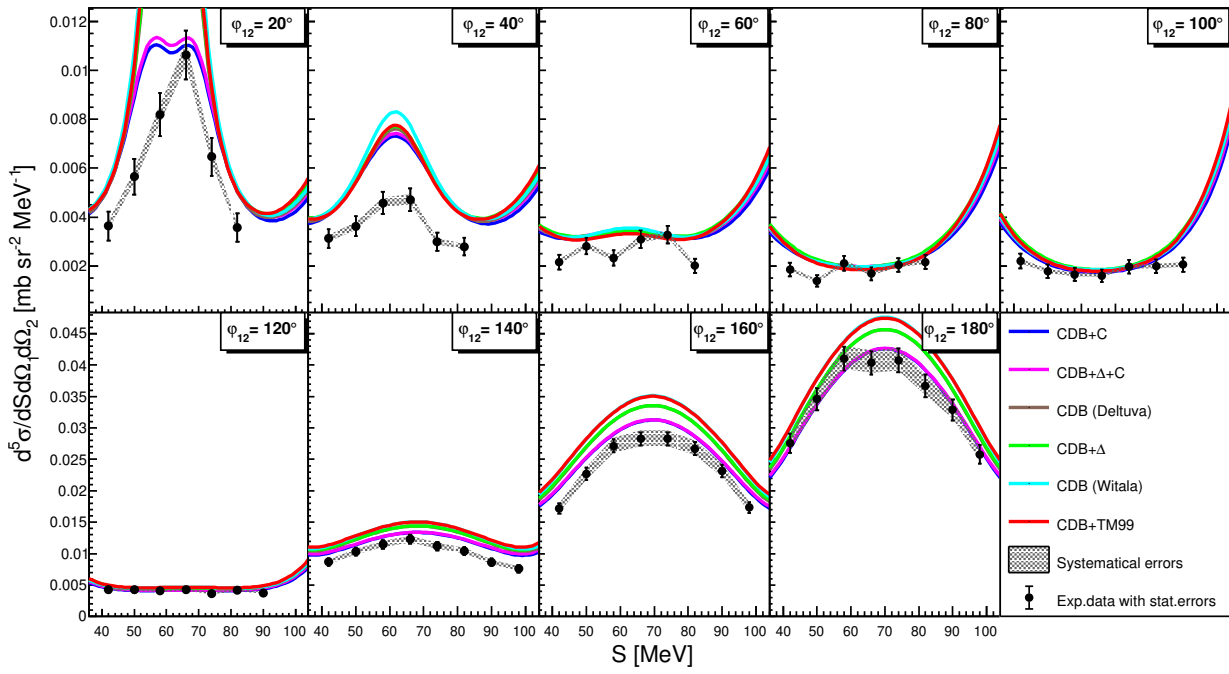 φ12= 20°
φ12= 40°
φ12= 60°
φ12= 80°
φ12= 100°
0.012
0.01
0.008
0.006
0.004
0.002
φ12= 120°
φ12= 140°
φ12= 160°
φ12= 180°
0.045
0.04
0.035
0.03
0.025
0.02
0.015
0.01
0.005
0
d⁵σ/dSdΩ1dΩ2 [mb sr⁻² MeV⁻¹]
CDB+C
CDB+Δ+C
CDB (Deltuva)
CDB+Δ
CDB (Witala)
CDB+TM99
Systematical errors
Exp.data with stat.errors
40 50 60 70 80 90 100
40 50 60 70 80 90 100
40 50 60 70 80 90 100
40 50 60 70 80 90 100
S [MeV]